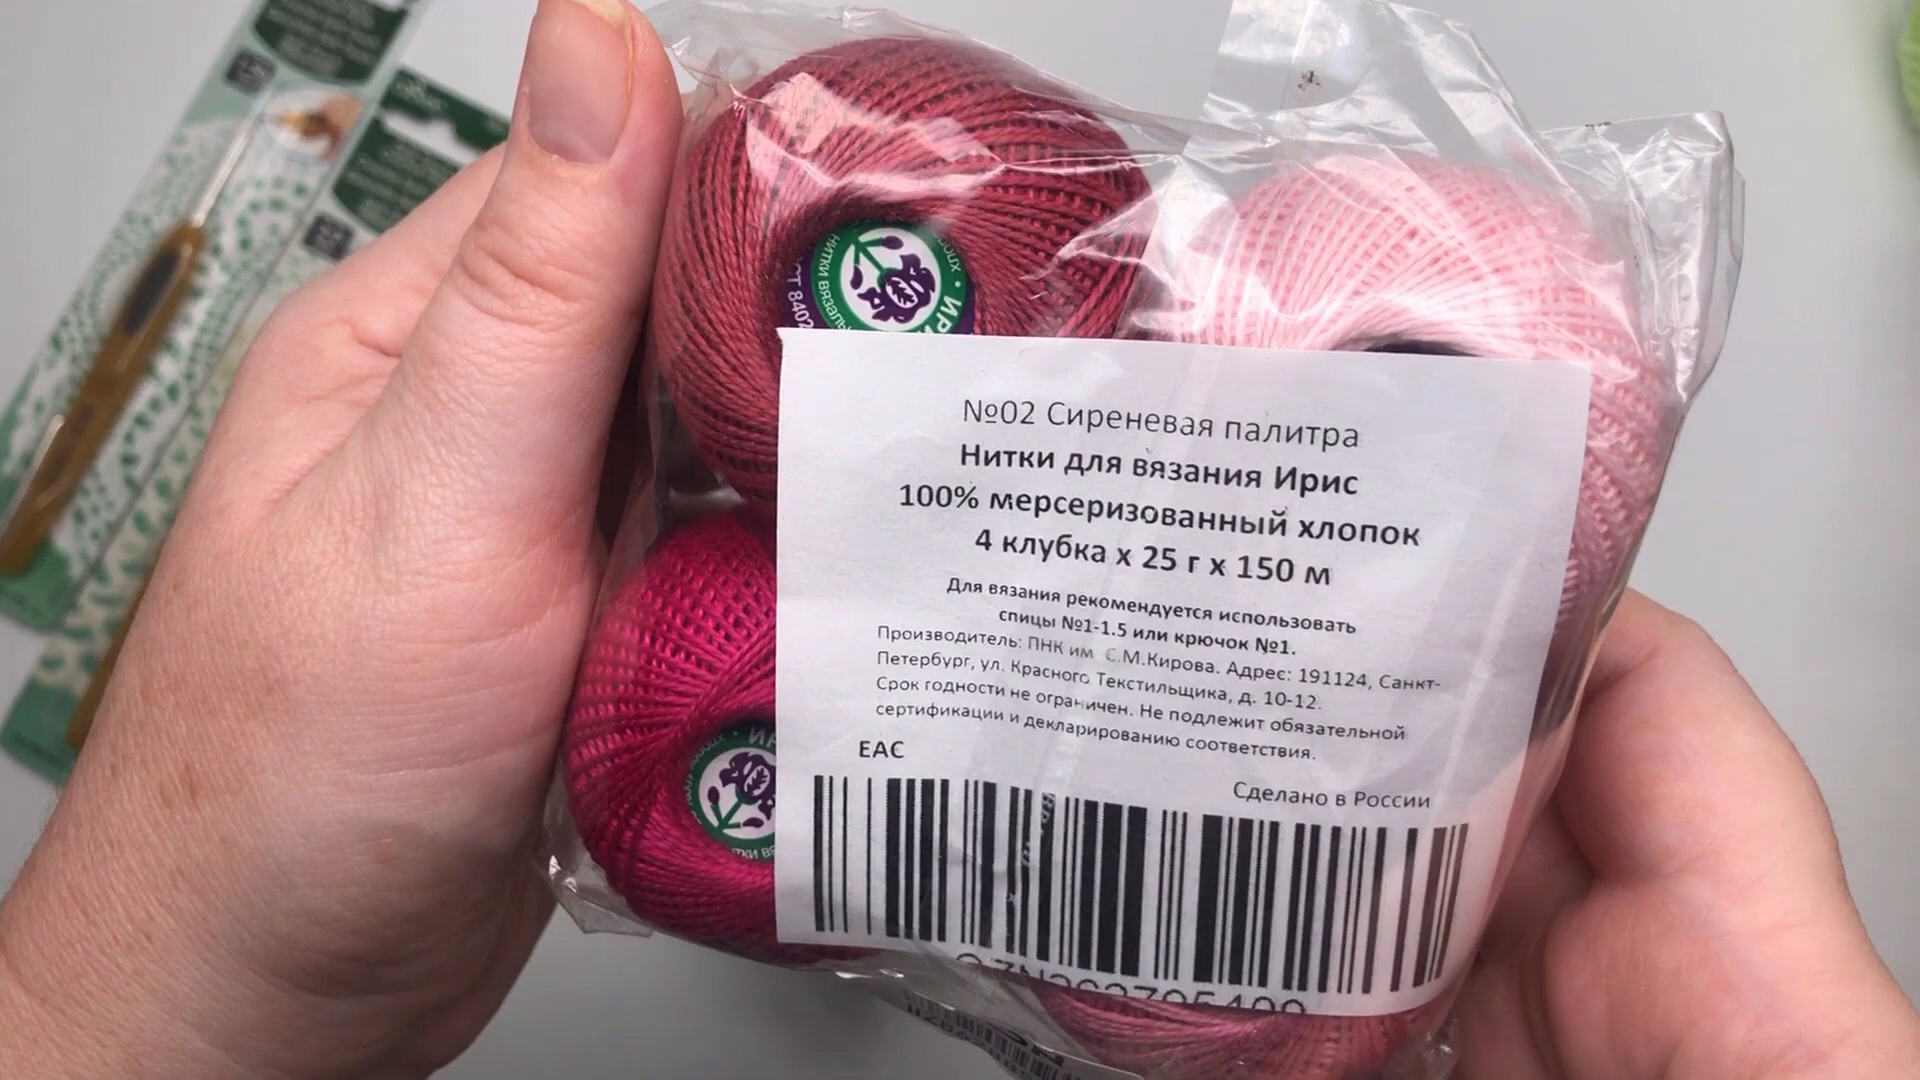 №02 Сиреневая палитра
Нитки для вязания Ирис
100% мерсеризованный хлопок
4 клубка х 25 г х 150 м
Для вязания рекомендуется использовать
спицы №1-1.5 или крючок №1.
Производитель: ПНК им С.М.Кирова. Адрес: 191124, Санкт-
Петербург, ул. Красного Текстильщика, д. 10-12.
Срок годности не ограничен. Не подлежит обязательной
сертификации и декларированию соответствия.
EAC
Сделано в России